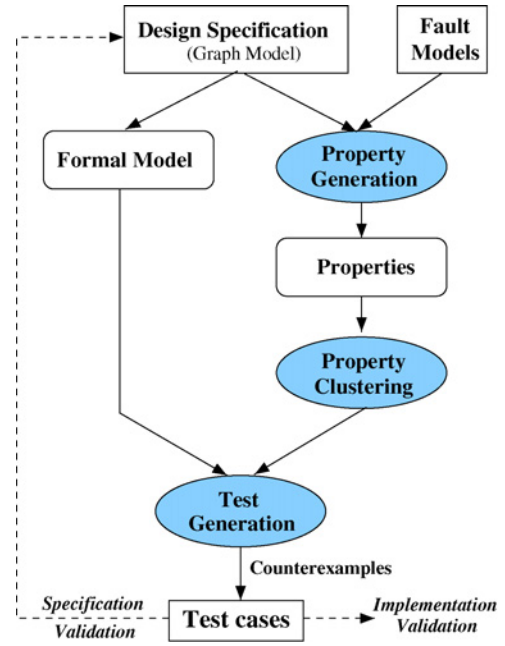 Design Specification
(Graph Model)
Fault
Models
Formal Model
Property
Generation
Properties
Property
Clustering
Test
Generation
Counterexamples
Specification
Validation
Test cases
Implementation
Validation